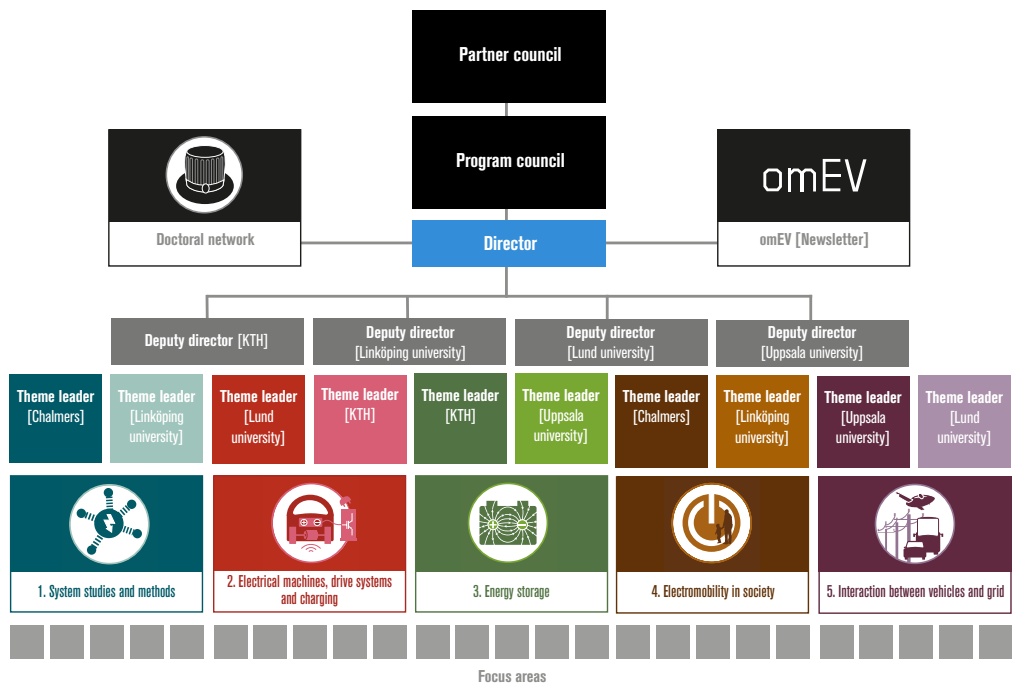 Partner council
Program council
omEV
Doctoral network
Director
omEV [Newsletter]
Deputy director [KTH]
Deputy director
[Linköping university]
Deputy director
[Lund university]
Deputy director
[Uppsala university]
Theme leader
[Chalmers]
Theme leader
[Linköping
university]
Theme leader
[Lund
university]
Theme leader
[KTH]
Theme leader
[KTH]
Theme leader
[Uppsala
university]
Theme leader
[Chalmers]
Theme leader
[Linköping
university]
Theme leader
[Uppsala
university]
Theme leader
[Lund
university]
1. System studies and methods
2. Electrical machines, drive systems
and charging
3. Energy storage
4. Electromobility in society
5. Interaction between vehicles and grid
Focus areas